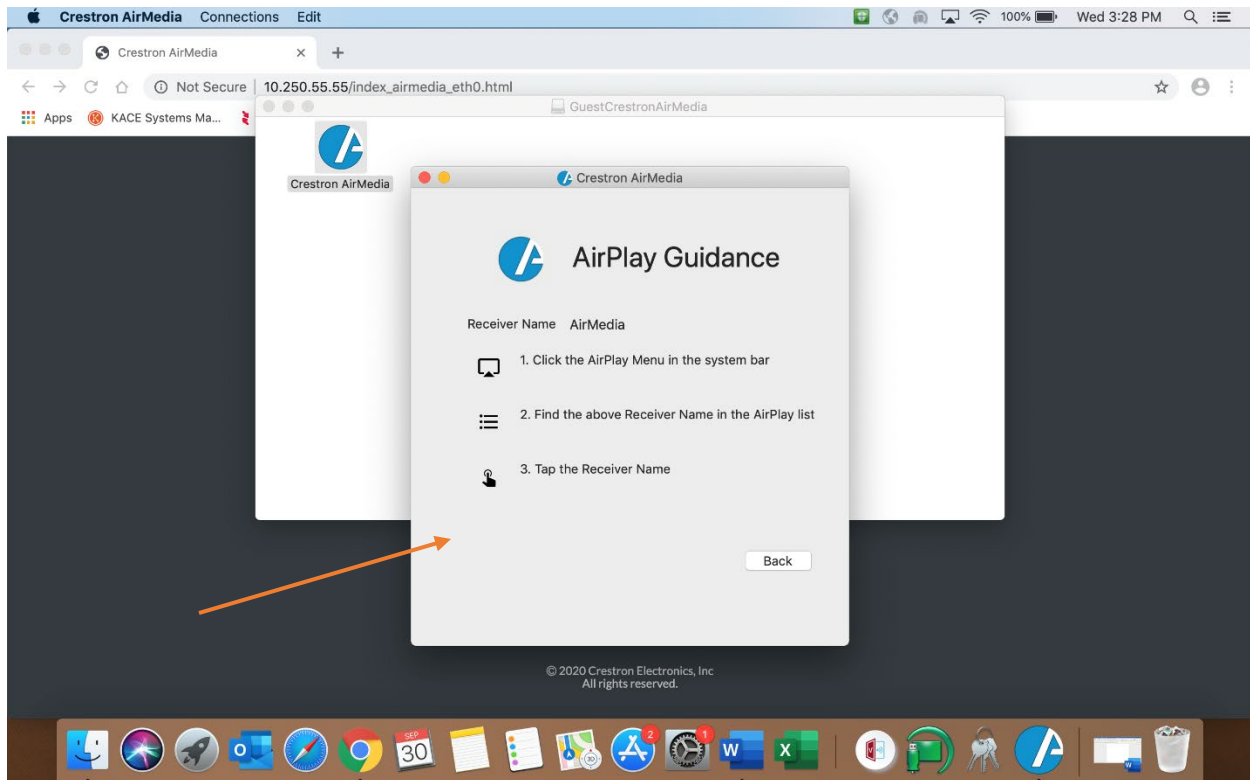 Crestron AirMedia Connections Edit 100% Wed 3:28 PM
Crestron AirMedia
Not Secure | 10.250.55.55/index_airmedia_eth0.html
Apps KACE Systems Ma...
GuestCrestronAirMedia
Crestron AirMedia
Crestron AirMedia
AirPlay Guidance
Receiver Name AirMedia
1. Click the AirPlay Menu in the system bar
2. Find the above Receiver Name in the AirPlay list
3. Tap the Receiver Name
Back
© 2020 Crestron Electronics, Inc
All rights reserved.
SEP
30
2
1
W
X